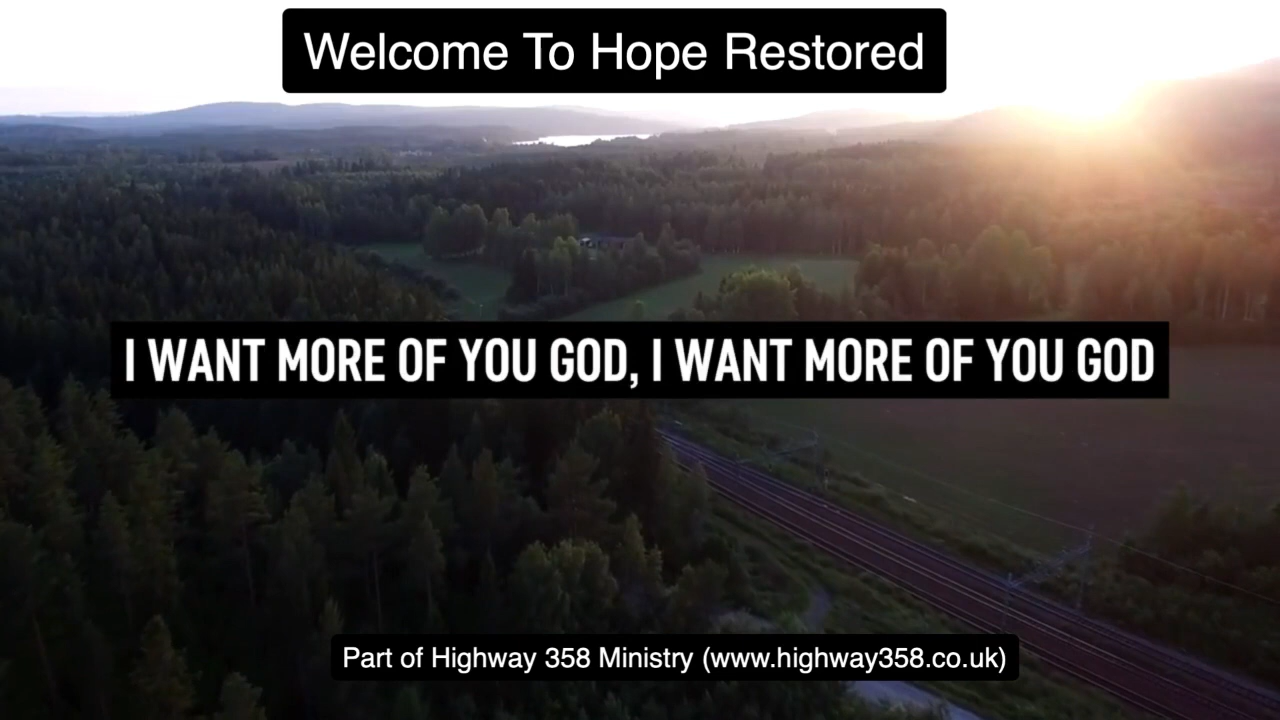 Welcome To Hope Restored
I WANT MORE OF YOU GOD, I WANT MORE OF YOU GOD
Part of Highway 358 Ministry (www.highway358.co.uk)